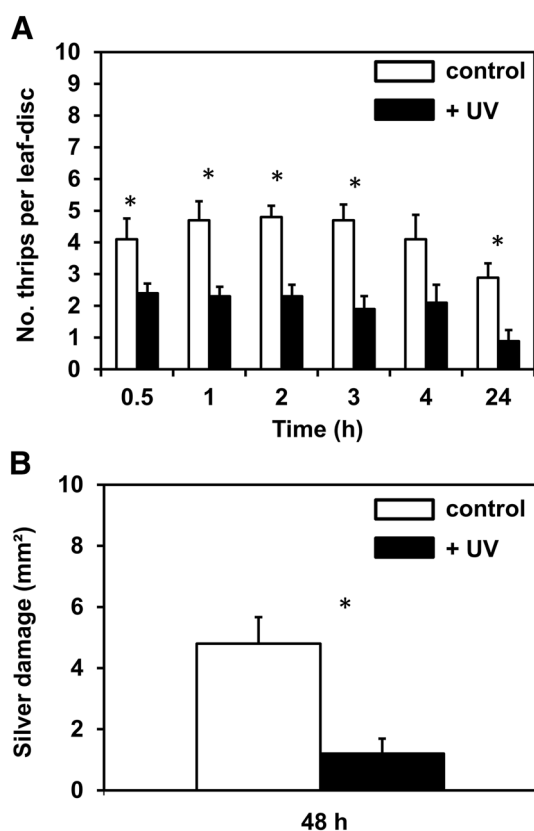 A
No. thrips per leaf-disc
10
9
8
7
6
5
4
3
2
1
0
control
+ UV
* * * * *
0.5 1 2 3 4 24
Time (h)
B
Silver damage (mm²)
10
8
6
4
2
0
control
+ UV
*
48 h